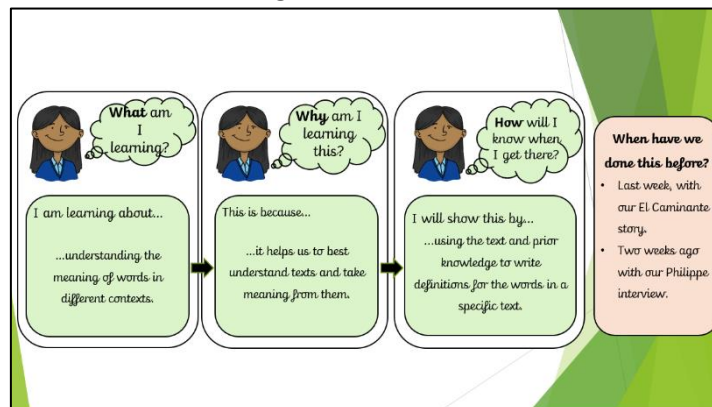 What am
I
learning?
I am learning about...
...understanding the
meaning of words in
different contexts.
Why am I
learning
this?
This is because...
...it helps us to best
understand texts and take
meaning from them.
How will I
know when
I get there?
I will show this by...
...using the text and prior
knowledge to write
definitions for the words in a
specific text.
When have we
done this before?
• Last week, with
our El Caminante
story.
• Two weeks ago
with our Philippe
interview.